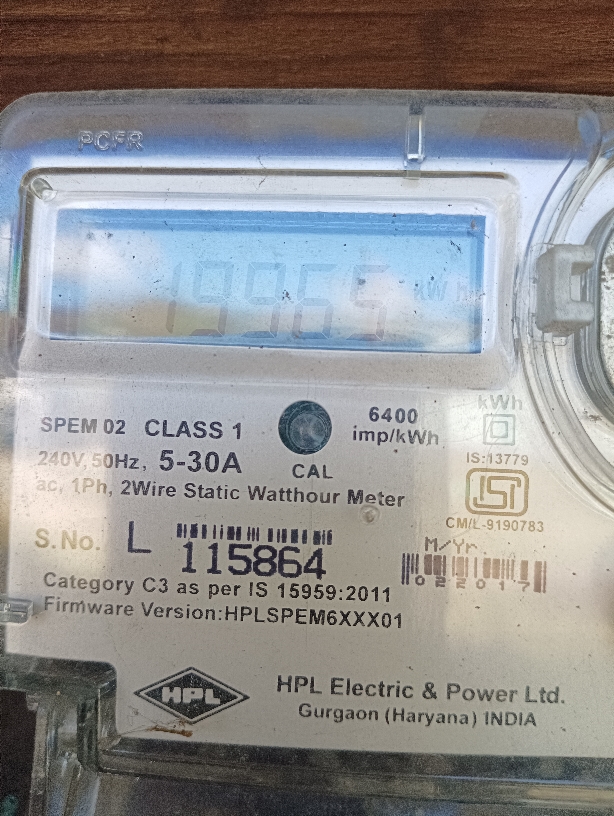 PCFR
19965 kW h
SPEM 02 CLASS 1
240V, 50Hz, 5-30A
CAL
6400
imp/kWh
kWh
IS:13779
ISI
CM/L-9190783
ac, 1Ph, 2Wire Static Watthour Meter
S.No. L 115864
M/Yr.
022017
Category C3 as per IS 15959:2011
Firmware Version:HPLSPEM6XXX01
HPL
HPL Electric & Power Ltd.
Gurgaon (Haryana) INDIA